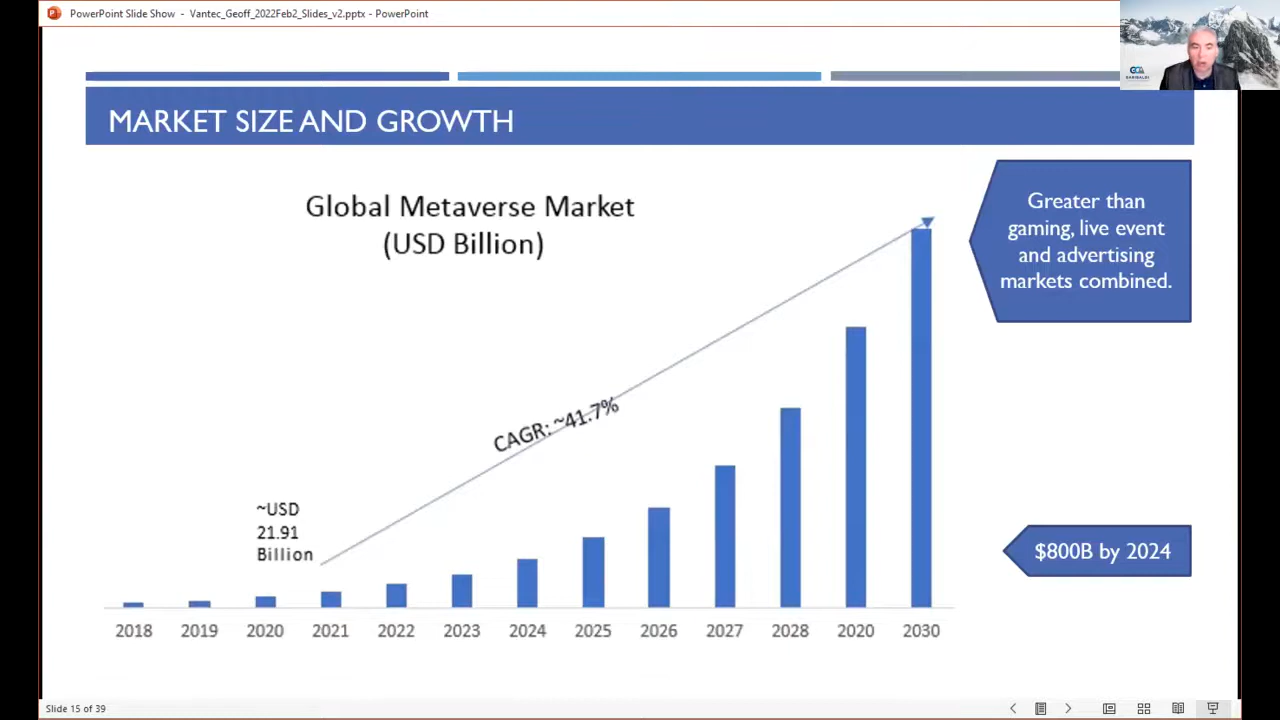 PowerPoint Slide Show - Vantec_Geoff_2022Feb2_Slides_v2.pptx - PowerPoint
MARKET SIZE AND GROWTH
Global Metaverse Market
(USD Billion)
Greater than
gaming, live event
and advertising
markets combined.
CAGR: ~41.7%
~USD
21.91
Billion
$800B by 2024
2018 2019 2020 2021 2022 2023 2024 2025 2026 2027 2028 2020 2030
Slide 15 of 39